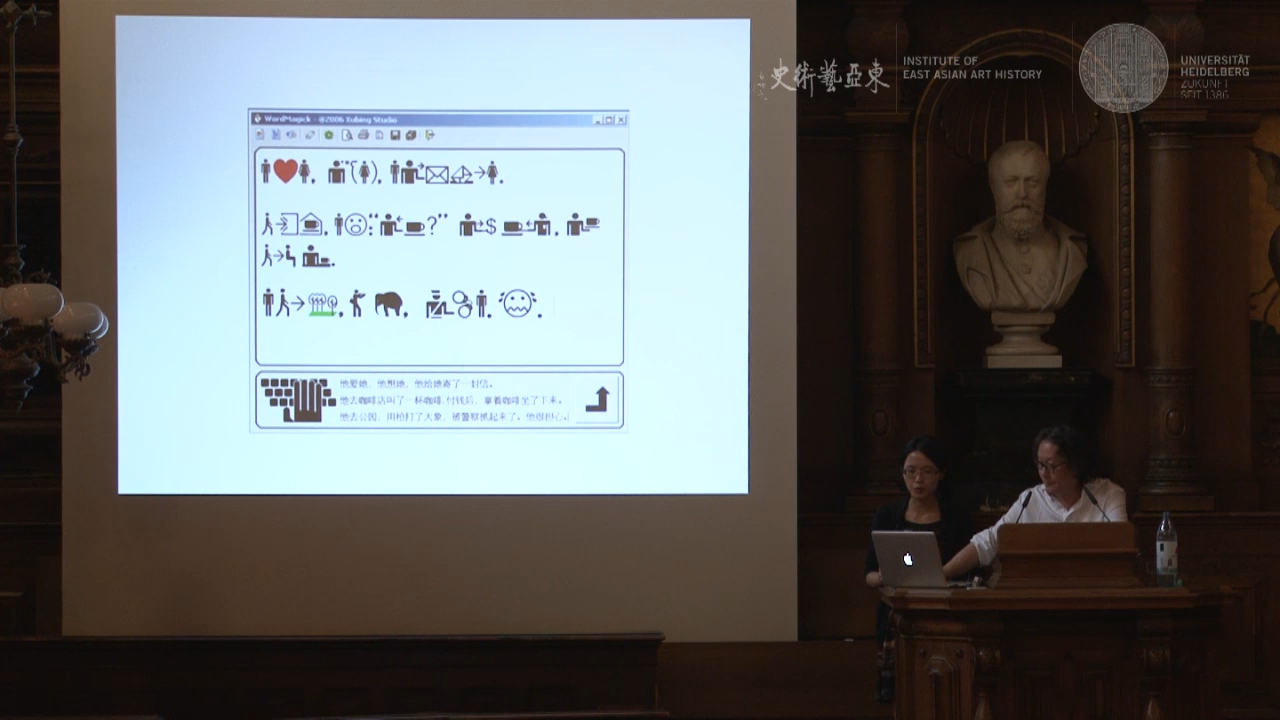 東亞藝術史
INSTITUTE OF
EAST ASIAN ART HISTORY
UNIVERSITÄT
HEIDELBERG
ZUKUNFT
SEIT 1386
WordMagick - @2006 Xubing Studio
他爱她。他想她。他给她寄了一封信。
他去咖啡店叫了一杯咖啡.付钱后，拿着咖啡坐了下来。
他去公园，用枪打了大象，被警察抓起来了。他很担心。